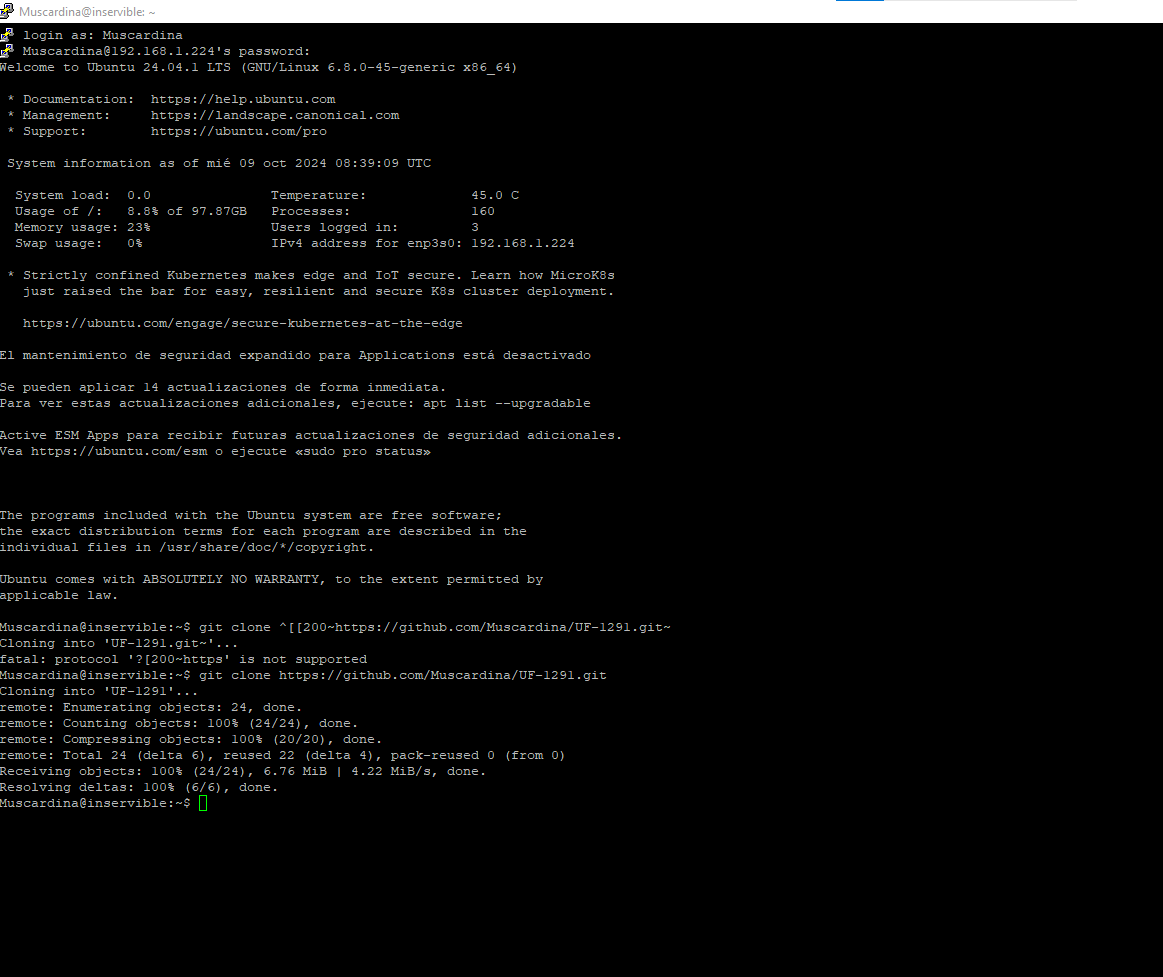 Muscardina@inservible: ~
login as: Muscardina
Muscardina@192.168.1.224's password:
Welcome to Ubuntu 24.04.1 LTS (GNU/Linux 6.8.0-45-generic x86_64)
* Documentation:  https://help.ubuntu.com
* Management:     https://landscape.canonical.com
* Support:        https://ubuntu.com/pro
System information as of mié 09 oct 2024 08:39:09 UTC
System load:  0.0               Temperature:             45.0 C
Usage of /:   8.8% of 97.87GB   Processes:               160
Memory usage: 23%               Users logged in:         3
Swap usage:   0%                IPv4 address for enp3s0: 192.168.1.224
* Strictly confined Kubernetes makes edge and IoT secure. Learn how MicroK8s
just raised the bar for easy, resilient and secure K8s cluster deployment.
https://ubuntu.com/engage/secure-kubernetes-at-the-edge
El mantenimiento de seguridad expandido para Applications está desactivado
Se pueden aplicar 14 actualizaciones de forma inmediata.
Para ver estas actualizaciones adicionales, ejecute: apt list --upgradable
Active ESM Apps para recibir futuras actualizaciones de seguridad adicionales.
Vea https://ubuntu.com/esm o ejecute «sudo pro status»
The programs included with the Ubuntu system are free software;
the exact distribution terms for each program are described in the
individual files in /usr/share/doc/*/copyright.
Ubuntu comes with ABSOLUTELY NO WARRANTY, to the extent permitted by
applicable law.
Muscardina@inservible:~$ git clone ^[[200~https://github.com/Muscardina/UF-1291.git~
Cloning into 'UF-1291.git~'...
fatal: protocol '?[200~https' is not supported
Muscardina@inservible:~$ git clone https://github.com/Muscardina/UF-1291.git
Cloning into 'UF-1291'...
remote: Enumerating objects: 24, done.
remote: Counting objects: 100% (24/24), done.
remote: Compressing objects: 100% (20/20), done.
remote: Total 24 (delta 6), reused 22 (delta 4), pack-reused 0 (from 0)
Receiving objects: 100% (24/24), 6.76 MiB | 4.22 MiB/s, done.
Resolving deltas: 100% (6/6), done.
Muscardina@inservible:~$